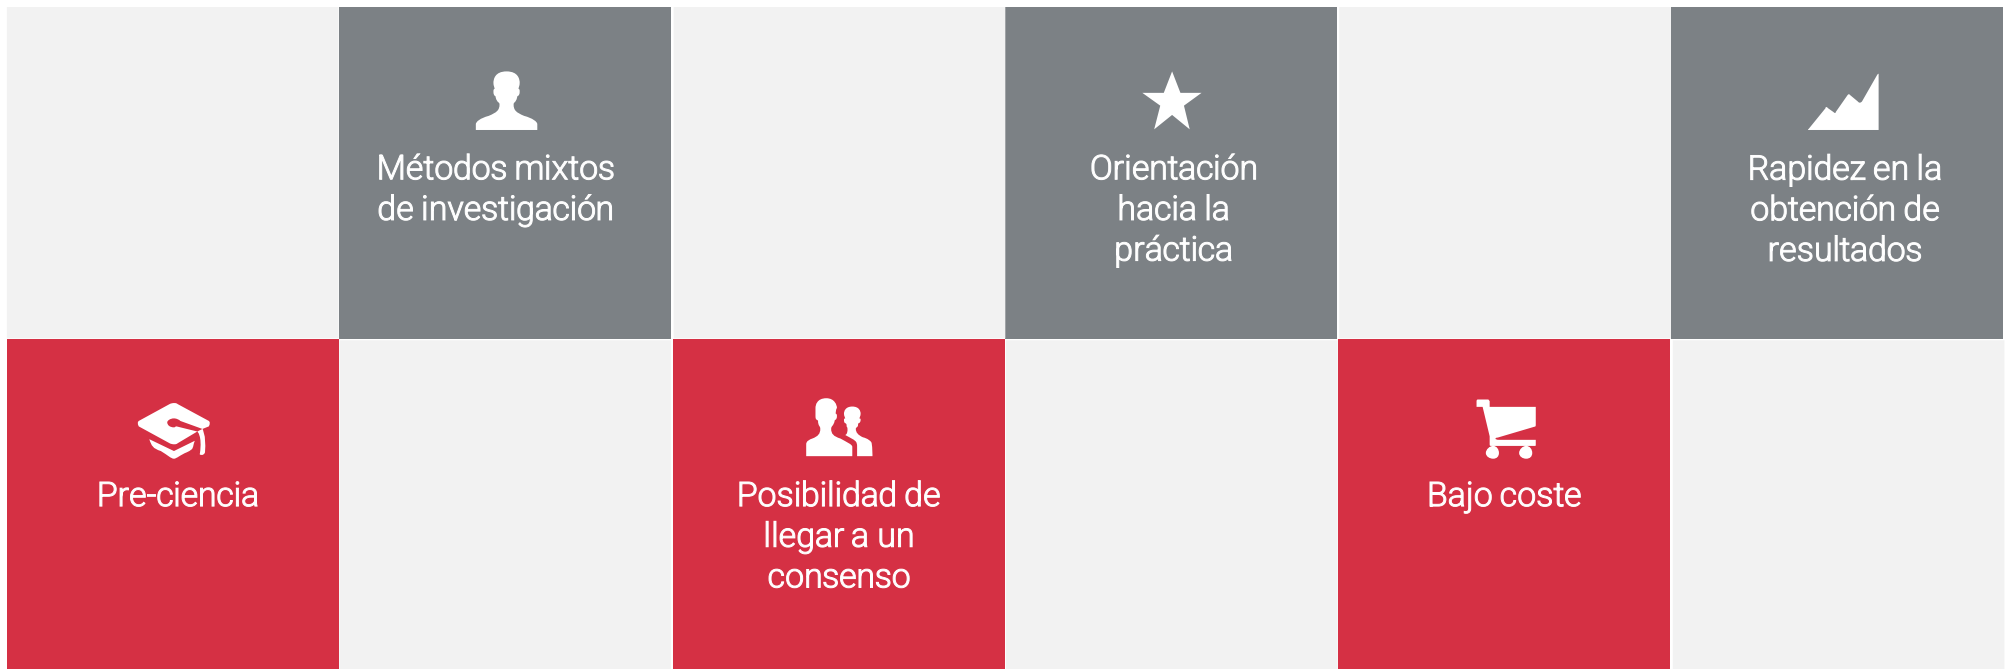 Métodos mixtos
de investigación
Orientación
hacia la
práctica
Rapidez en la
obtención de
resultados
Pre-ciencia
Posibilidad de
llegar a un
consenso
Bajo coste